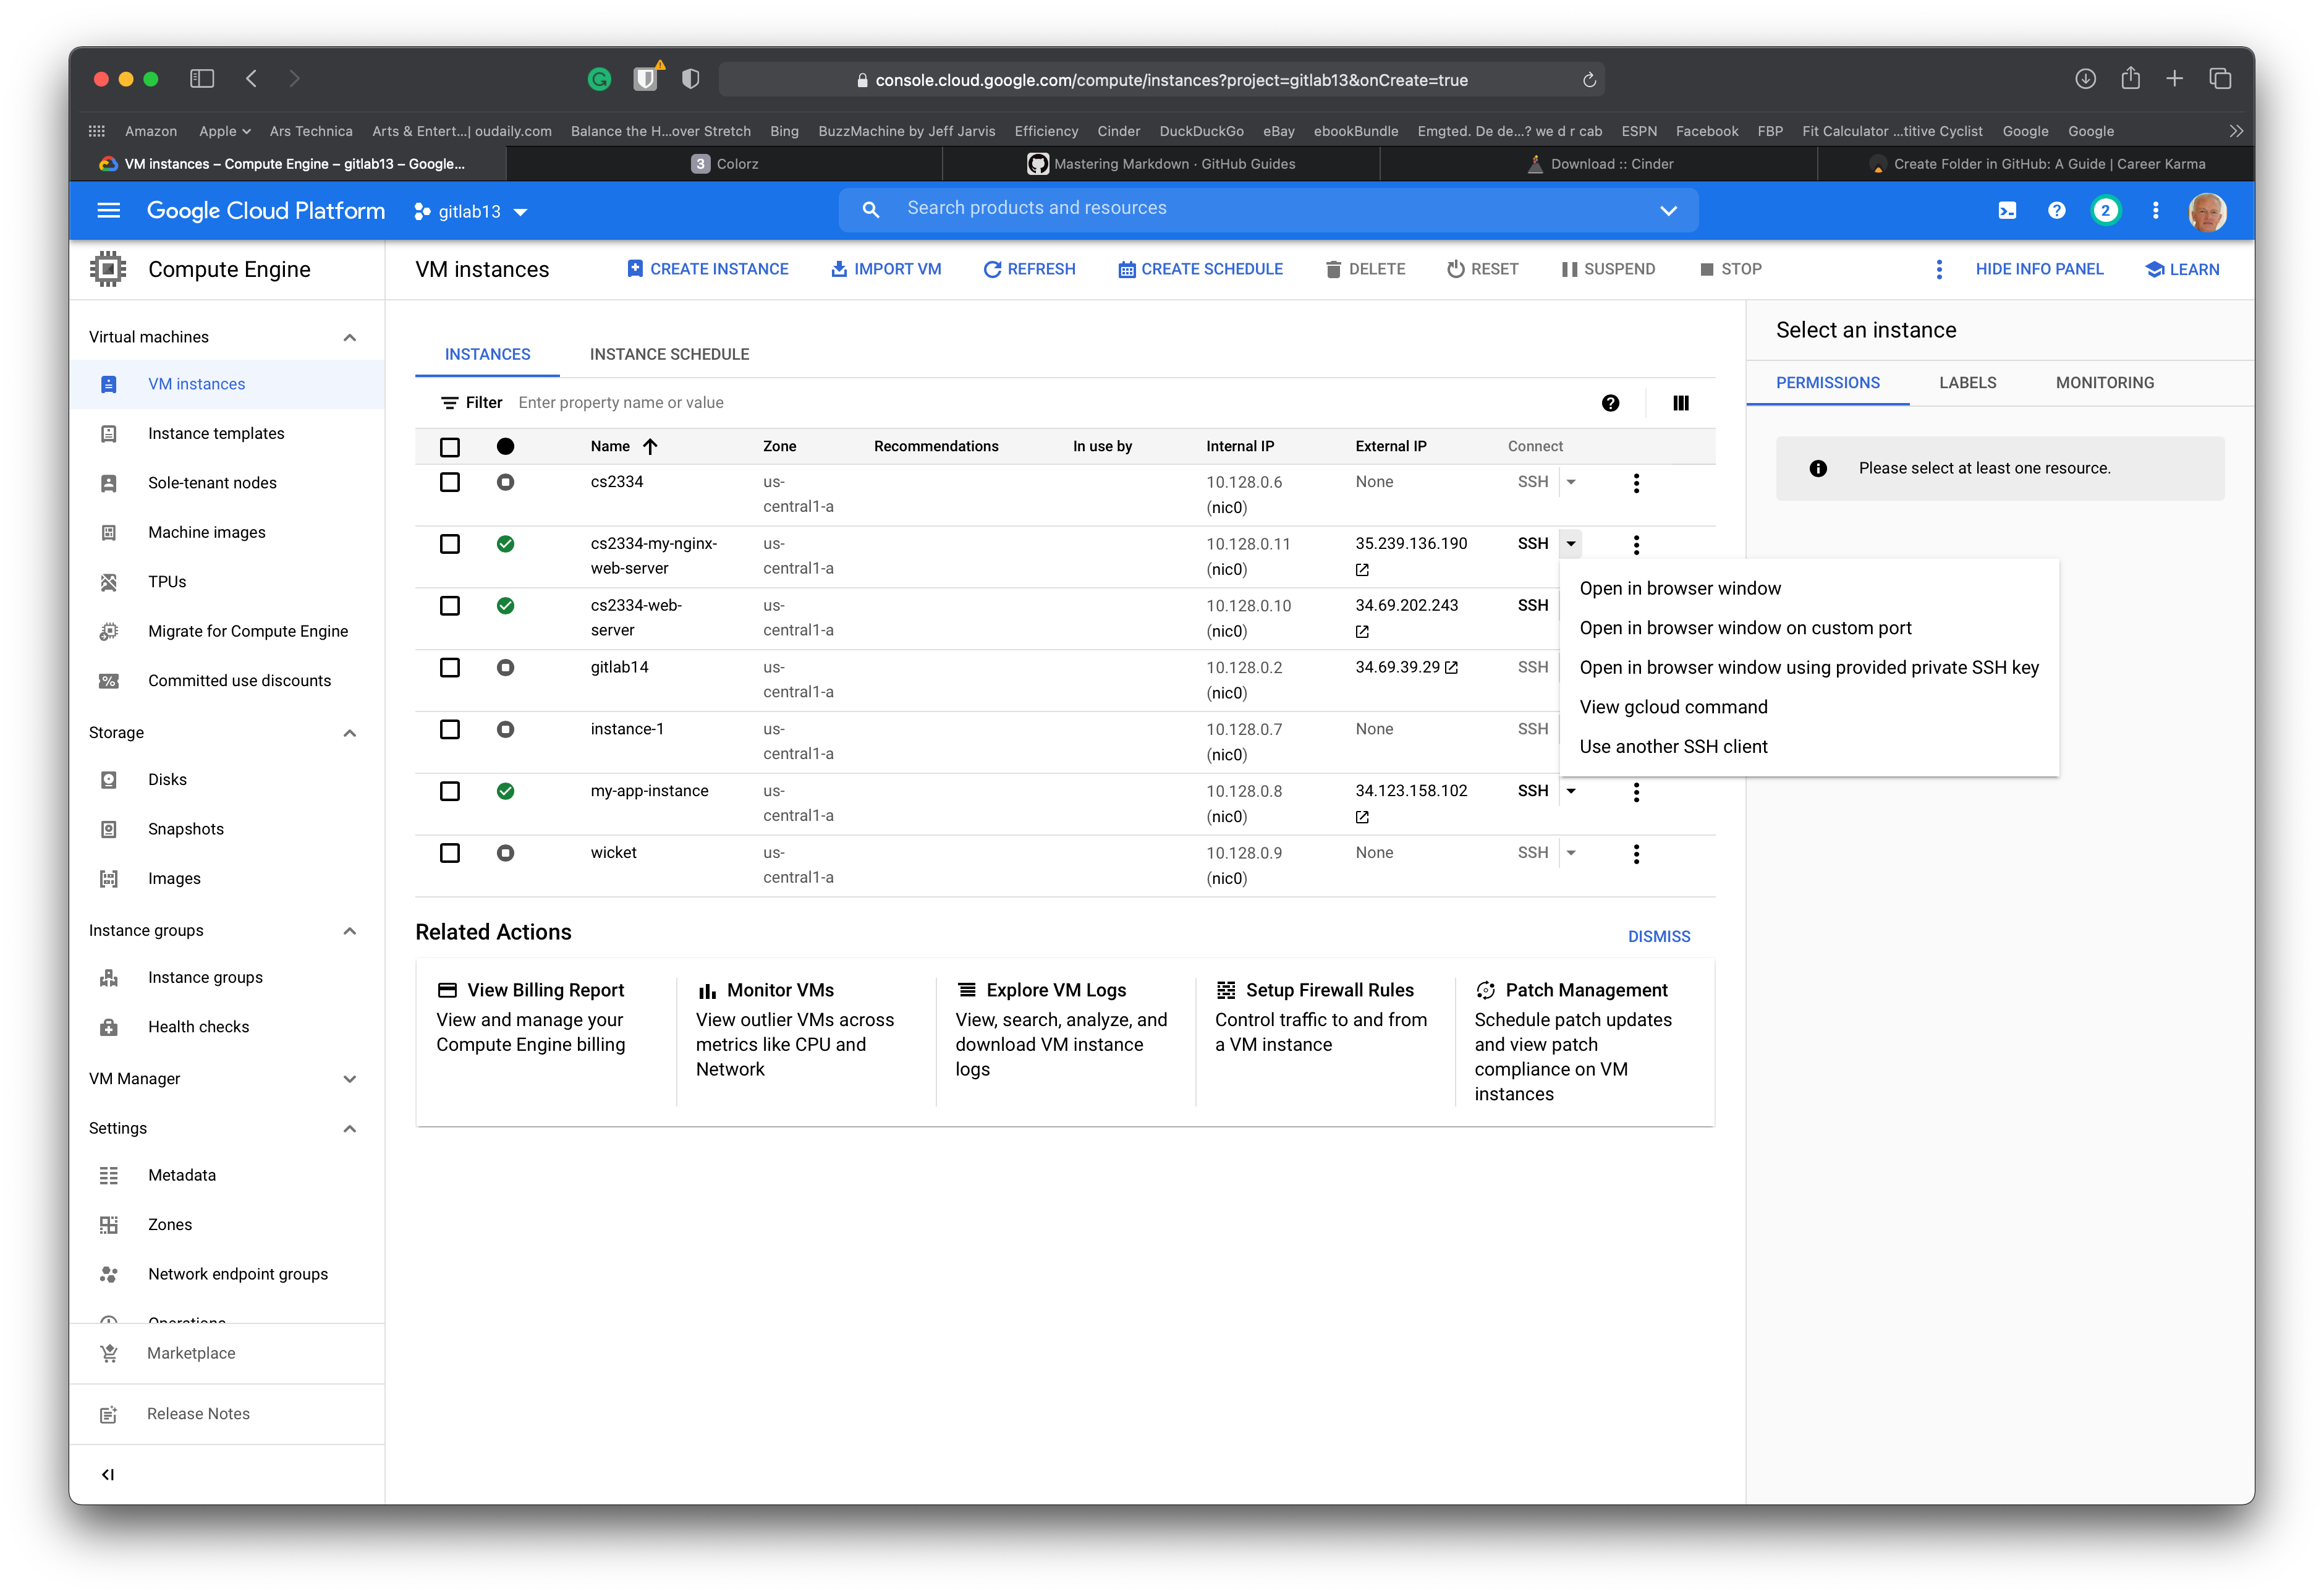 console.cloud.google.com/compute/instances?project=gitlab13&onCreate=true
Amazon Apple Ars Technica Arts & Entert...| oudaily.com Balance the H...over Stretch Bing BuzzMachine by Jeff Jarvis Efficiency Cinder DuckDuckGo eBay ebookBundle Emgted. De de...? we d r cab ESPN Facebook FBP Fit Calculator ...titive Cyclist Google Google
VM instances – Compute Engine – gitlab13 – Google... 3 Colorz Mastering Markdown · GitHub Guides Download :: Cinder Create Folder in GitHub: A Guide | Career Karma
Google Cloud Platform gitlab13 Search products and resources 2
Compute Engine
VM instances CREATE INSTANCE IMPORT VM REFRESH CREATE SCHEDULE DELETE RESET SUSPEND STOP HIDE INFO PANEL LEARN
Virtual machines
VM instances
Instance templates
Sole-tenant nodes
Machine images
TPUs
Migrate for Compute Engine
Committed use discounts
Storage
Disks
Snapshots
Images
Instance groups
Instance groups
Health checks
VM Manager
Settings
Metadata
Zones
Network endpoint groups
Operations
Marketplace
Release Notes
INSTANCES INSTANCE SCHEDULE
Filter Enter property name or value
Name Zone Recommendations In use by Internal IP External IP Connect
cs2334 us- 10.128.0.6 None SSH
central1-a (nic0)
cs2334-my-nginx- us- 10.128.0.11 35.239.136.190 SSH
web-server central1-a (nic0)
cs2334-web- us- 10.128.0.10 34.69.202.243 SSH
server central1-a (nic0)
gitlab14 us- 10.128.0.2 34.69.39.29 SSH
central1-a (nic0)
instance-1 us- 10.128.0.7 None SSH
central1-a (nic0)
my-app-instance us- 10.128.0.8 34.123.158.102 SSH
central1-a (nic0)
wicket us- 10.128.0.9 None SSH
central1-a (nic0)
Open in browser window
Open in browser window on custom port
Open in browser window using provided private SSH key
View gcloud command
Use another SSH client
Related Actions DISMISS
View Billing Report
View and manage your
Compute Engine billing
Monitor VMs
View outlier VMs across
metrics like CPU and
Network
Explore VM Logs
View, search, analyze, and
download VM instance
logs
Setup Firewall Rules
Control traffic to and from
a VM instance
Patch Management
Schedule patch updates
and view patch
compliance on VM
instances
Select an instance
PERMISSIONS LABELS MONITORING
Please select at least one resource.